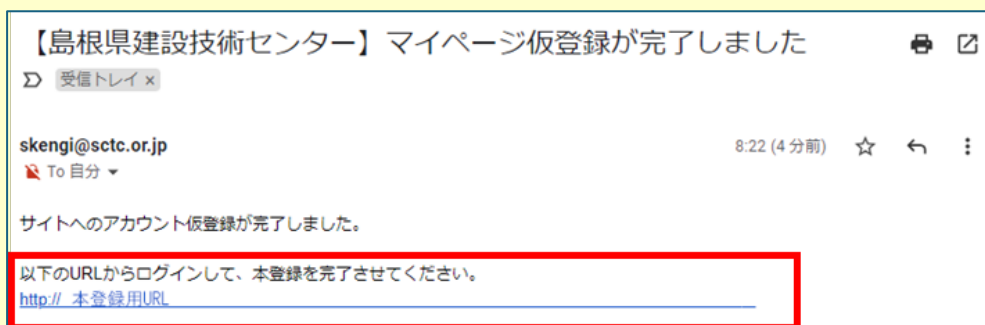 【島根県建設技術センター】マイページ仮登録が完了しました
受信トレイ ×
skengi@sctc.or.jp
8:22 (4 分前)
To 自分
サイトへのアカウント仮登録が完了しました。
以下のURLからログインして、本登録を完了させてください。
http:// 本登録用URL